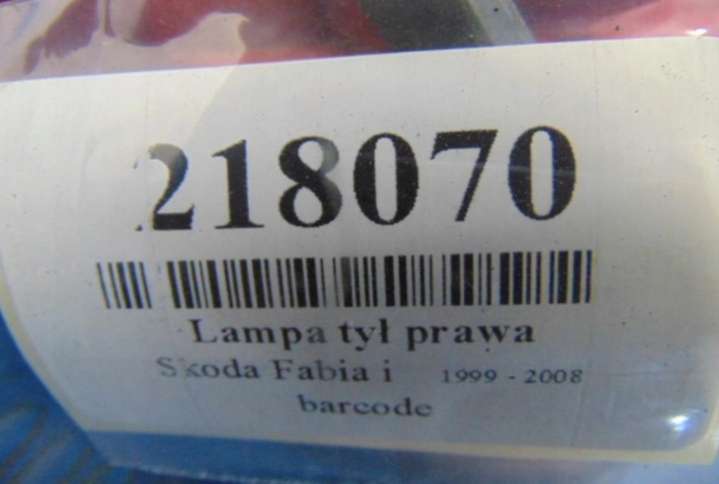 218070
Lampa tył prawa
Skoda Fabia i 1999 - 2008
barcode